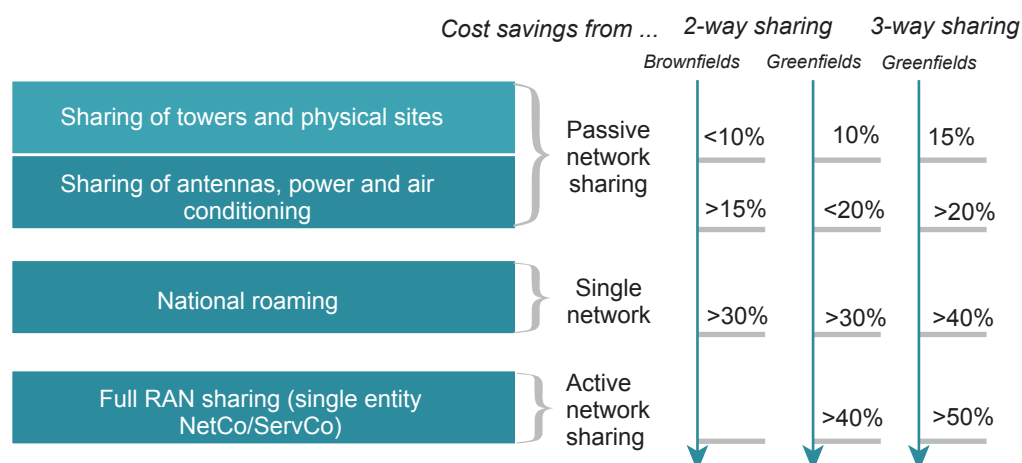 Cost savings from ... 2-way sharing 3-way sharing
Brownfields Greenfields Greenfields
Sharing of towers and physical sites
Sharing of antennas, power and air
conditioning
Passive
network
sharing
<10% 10% 15%
>15% <20% >20%
National roaming
Single
network
>30% >30% >40%
Full RAN sharing (single entity
NetCo/ServCo)
Active
network
sharing
>40% >50%